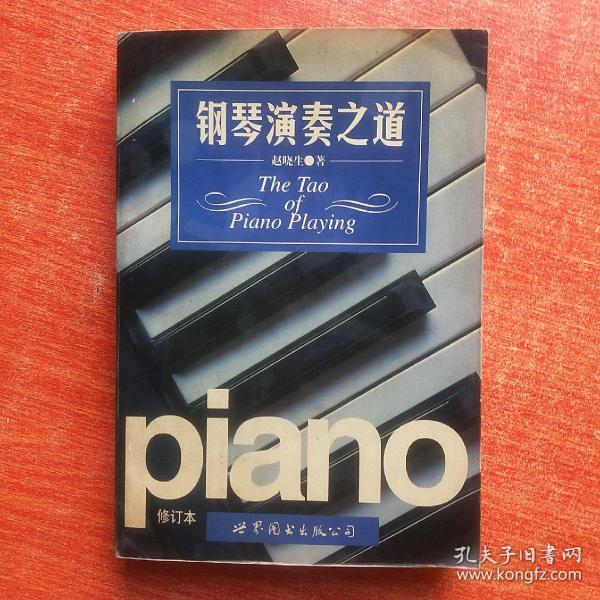 钢琴演奏之道
赵晓生●著
The Tao
of
Piano Playing
piano
修订本
世界图书出版公司
孔夫子旧书网
www.kongfz.com